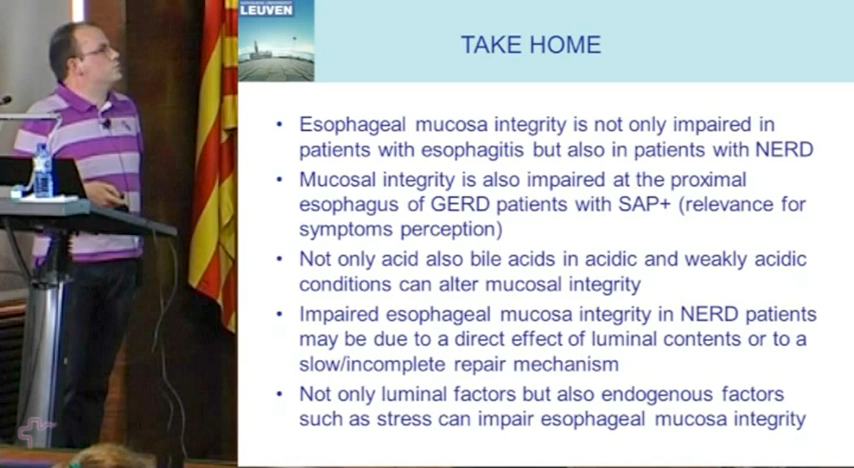 LEUVEN
TAKE HOME
• Esophageal mucosa integrity is not only impaired in
patients with esophagitis but also in patients with NERD
• Mucosal integrity is also impaired at the proximal
esophagus of GERD patients with SAP+ (relevance for
symptoms perception)
• Not only acid also bile acids in acidic and weakly acidic
conditions can alter mucosal integrity
• Impaired esophageal mucosa integrity in NERD patients
may be due to a direct effect of luminal contents or to a
slow/incomplete repair mechanism
• Not only luminal factors but also endogenous factors
such as stress can impair esophageal mucosa integrity